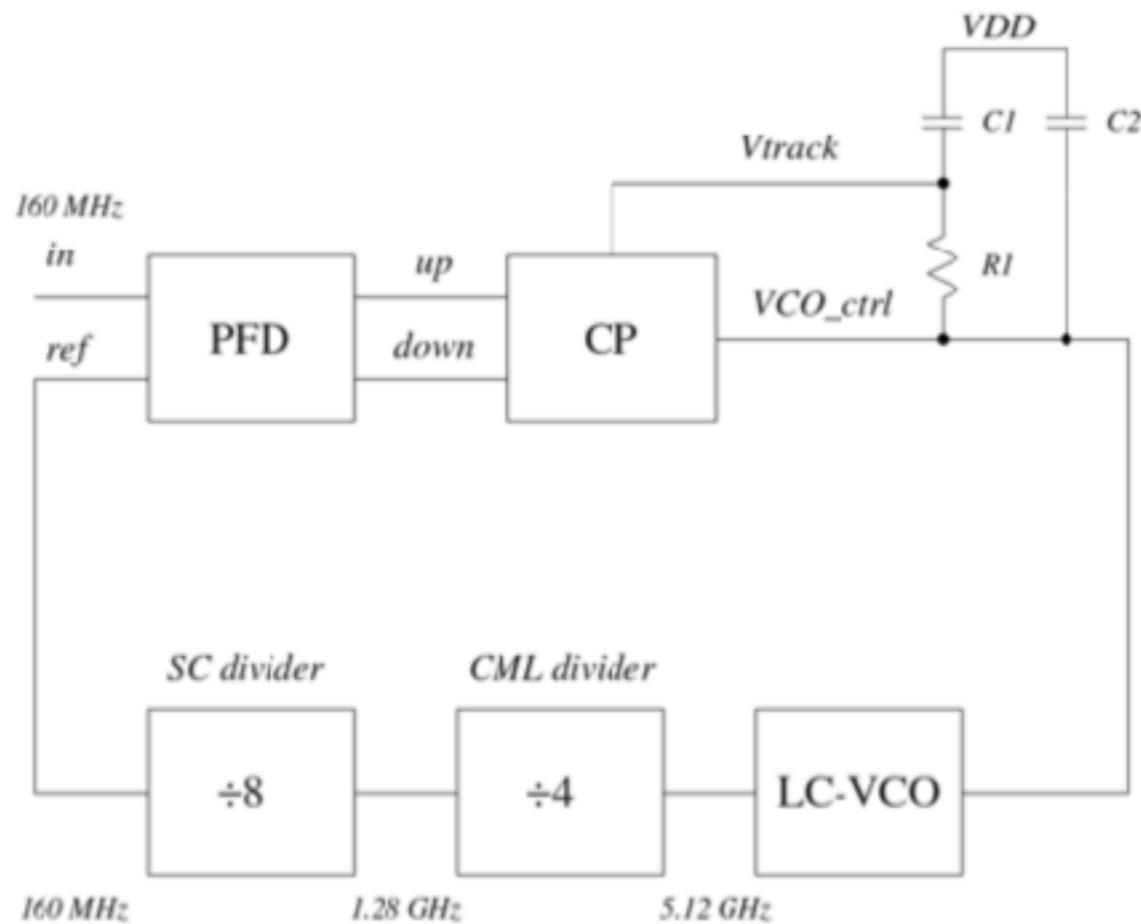 VDD
C1
C2
Vtrack
160 MHz
in
up
R1
VCO_ctrl
PFD
CP
ref
down
SC divider
CML divider
÷8
÷4
LC-VCO
160 MHz
1.28 GHz
5.12 GHz